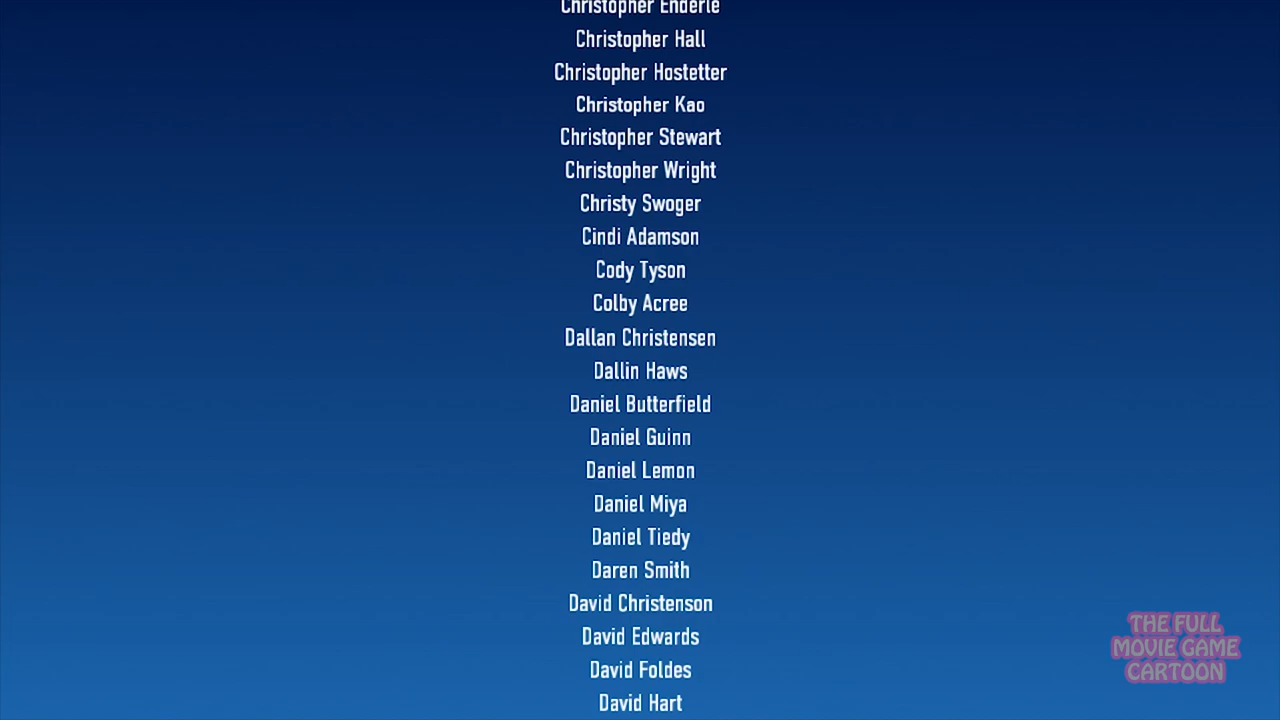 Christopher Enderle
Christopher Hall
Christopher Hostetter
Christopher Kao
Christopher Stewart
Christopher Wright
Christy Swoger
Cindi Adamson
Cody Tyson
Colby Acree
Dallan Christensen
Dallin Haws
Daniel Butterfield
Daniel Guinn
Daniel Lemon
Daniel Miya
Daniel Tiedy
Daren Smith
David Christenson
David Edwards
David Foldes
David Hart
THE FULL
MOVIE GAME
CARTOON